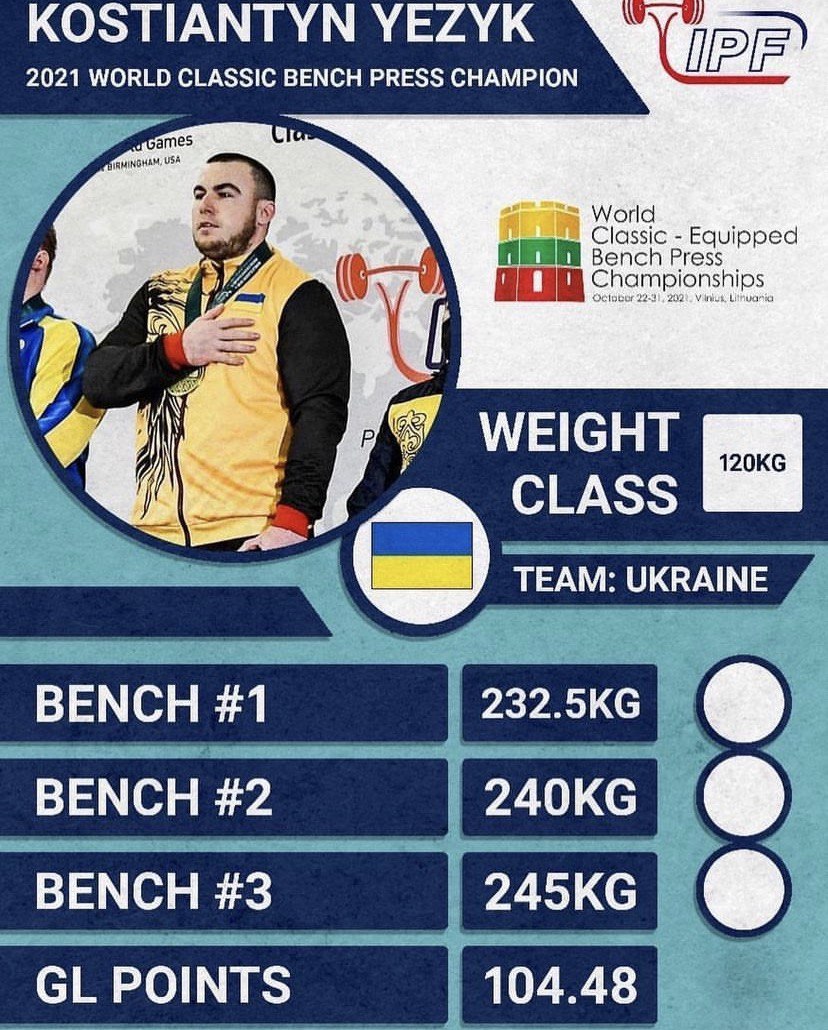 KOSTIANTYN YEZYK
2021 WORLD CLASSIC BENCH PRESS CHAMPION
IPF
Games
BIRMINGHAM, USA
World
Classic - Equipped
Bench Press
Championships
October 22-31, 2021, Vilnius, Lithuania
WEIGHT
CLASS
120KG
TEAM: UKRAINE
BENCH #1 232.5KG
BENCH #2 240KG
BENCH #3 245KG
GL POINTS 104.48